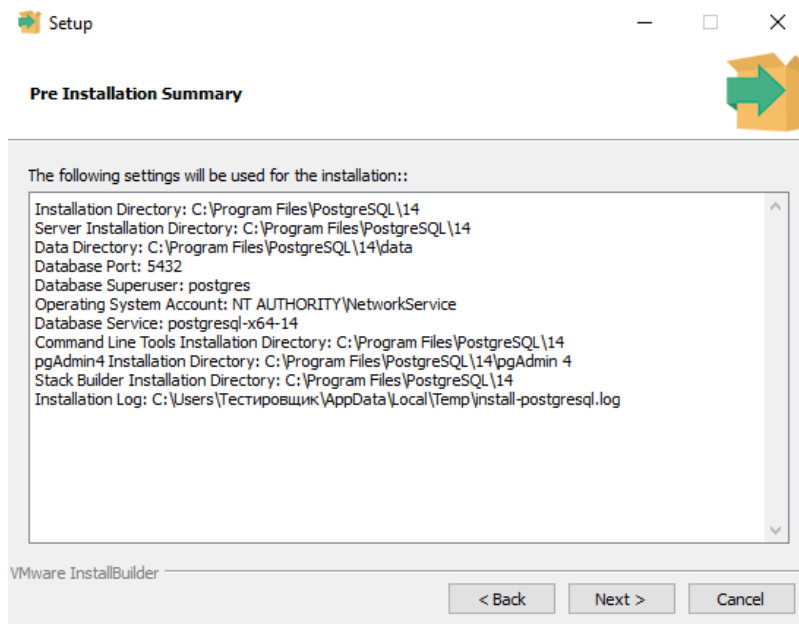 Setup
Pre Installation Summary
The following settings will be used for the installation::
Installation Directory: C:\Program Files\PostgreSQL\14
Server Installation Directory: C:\Program Files\PostgreSQL\14
Data Directory: C:\Program Files\PostgreSQL\14\data
Database Port: 5432
Database Superuser: postgres
Operating System Account: NT AUTHORITY\NetworkService
Database Service: postgresql-x64-14
Command Line Tools Installation Directory: C:\Program Files\PostgreSQL\14
pgAdmin4 Installation Directory: C:\Program Files\PostgreSQL\14\pgAdmin 4
Stack Builder Installation Directory: C:\Program Files\PostgreSQL\14
Installation Log: C:\Users\Тестировщик\AppData\Local\Temp\install-postgresql.log
VMware InstallBuilder
< Back Next > Cancel